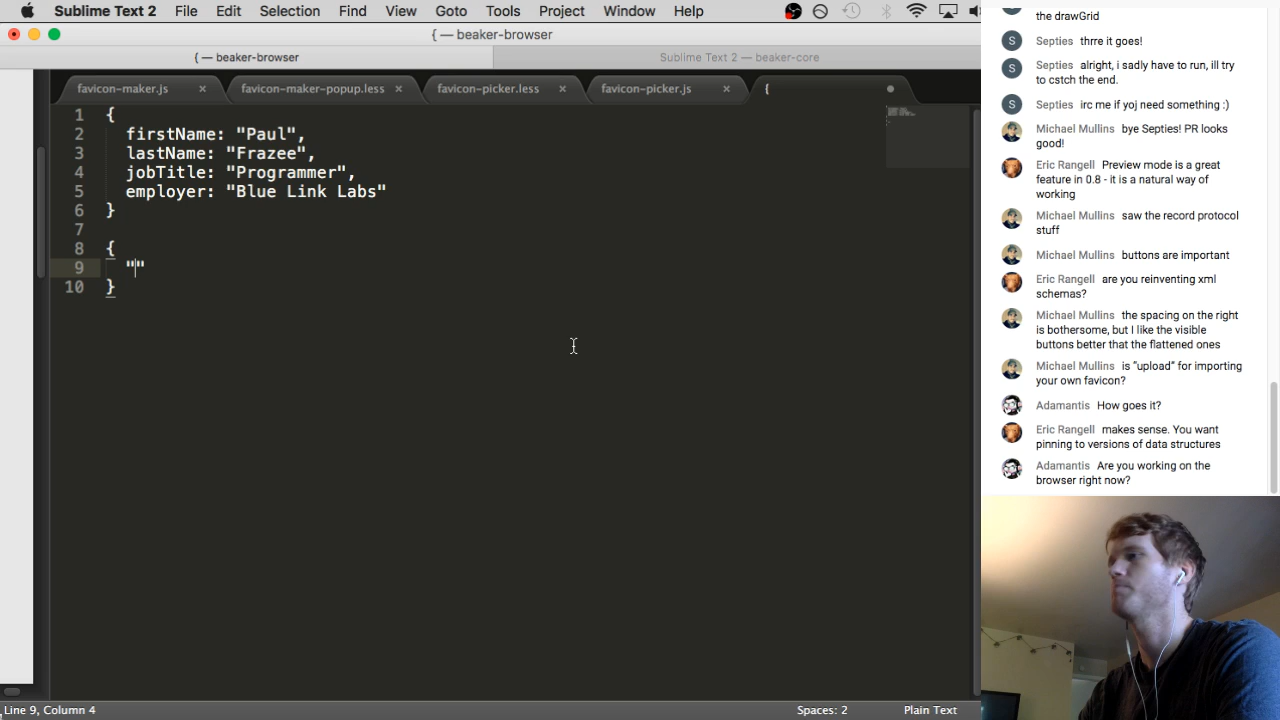 Sublime Text 2 File Edit Selection Find View Goto Tools Project Window Help
{ — beaker-browser
{ — beaker-browser
Sublime Text 2 — beaker-core
favicon-maker.js × favicon-maker-popup.less × favicon-picker.less × favicon-picker.js × {
1 {
2 firstName: "Paul",
3 lastName: "Frazee",
4 jobTitle: "Programmer",
5 employer: "Blue Link Labs"
6 }
7
8 {
9 ""
10 }
Line 9, Column 4
Spaces: 2
Plain Text
the drawGrid
S Septies thrre it goes!
S Septies alright, i sadly have to run, ill try
to cstch the end.
S Septies irc me if yoj need something :)
Michael Mullins bye Septies! PR looks
good!
Eric Rangell Preview mode is a great
feature in 0.8 - it is a natural way of
working
Michael Mullins saw the record protocol
stuff
Michael Mullins buttons are important
Eric Rangell are you reinventing xml
schemas?
Michael Mullins the spacing on the right
is bothersome, but I like the visible
buttons better that the flattened ones
Michael Mullins is "upload" for importing
your own favicon?
Adamantis How goes it?
Eric Rangell makes sense. You want
pinning to versions of data structures
Adamantis Are you working on the
browser right now?